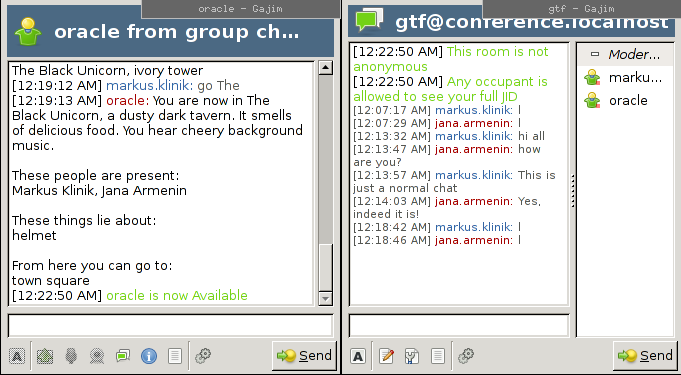 oracle - Gajim
oracle from group ch...
The Black Unicorn, ivory tower
[12:19:12 AM] markus.klinik: go The
[12:19:13 AM] oracle: You are now in The
Black Unicorn, a dusty dark tavern. It smells
of delicious food. You hear cheery background
music.
These people are present:
Markus Klinik, Jana Armenin
These things lie about:
helmet
From here you can go to:
town square
[12:22:50 AM] oracle is now Available
A
Send
gtf - Gajim
gtf@conference.localhost
[12:22:50 AM] This room is not
anonymous
[12:22:50 AM] Any occupant is
allowed to see your full JID
[12:07:17 AM] markus.klinik: l
[12:07:29 AM] jana.armenin: l
[12:13:32 AM] markus.klinik: hi all
[12:13:47 AM] jana.armenin: how
are you?
[12:13:57 AM] markus.klinik: This is
just a normal chat
[12:14:03 AM] jana.armenin: Yes,
indeed it is!
[12:18:42 AM] markus.klinik: l
[12:18:46 AM] jana.armenin: l
Moder...
marku...
oracle
A
Send